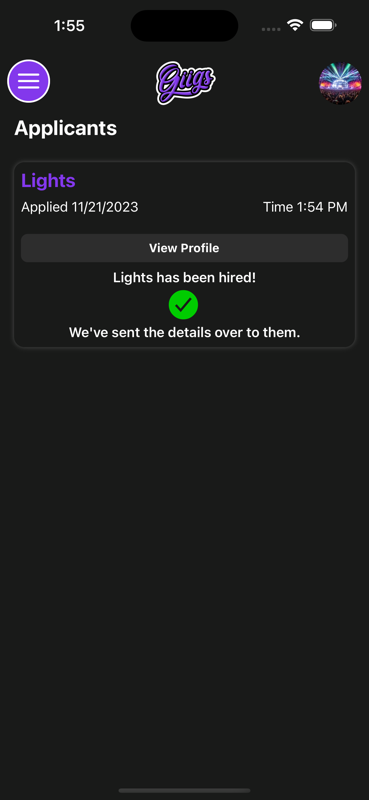 1:55
Giigs
Applicants
Lights
Applied 11/21/2023 Time 1:54 PM
View Profile
Lights has been hired!
We've sent the details over to them.